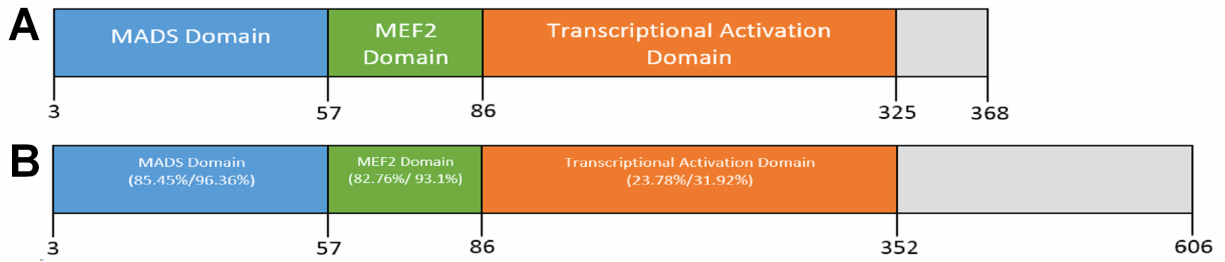 A
MADS Domain
MEF2
Domain
Transcriptional Activation
Domain
3
57
86
325
368
B
MADS Domain
(85.45%/96.36%)
MEF2 Domain
(82.76%/ 93.1%)
Transcriptional Activation Domain
(23.78%/31.92%)
3
57
86
352
606